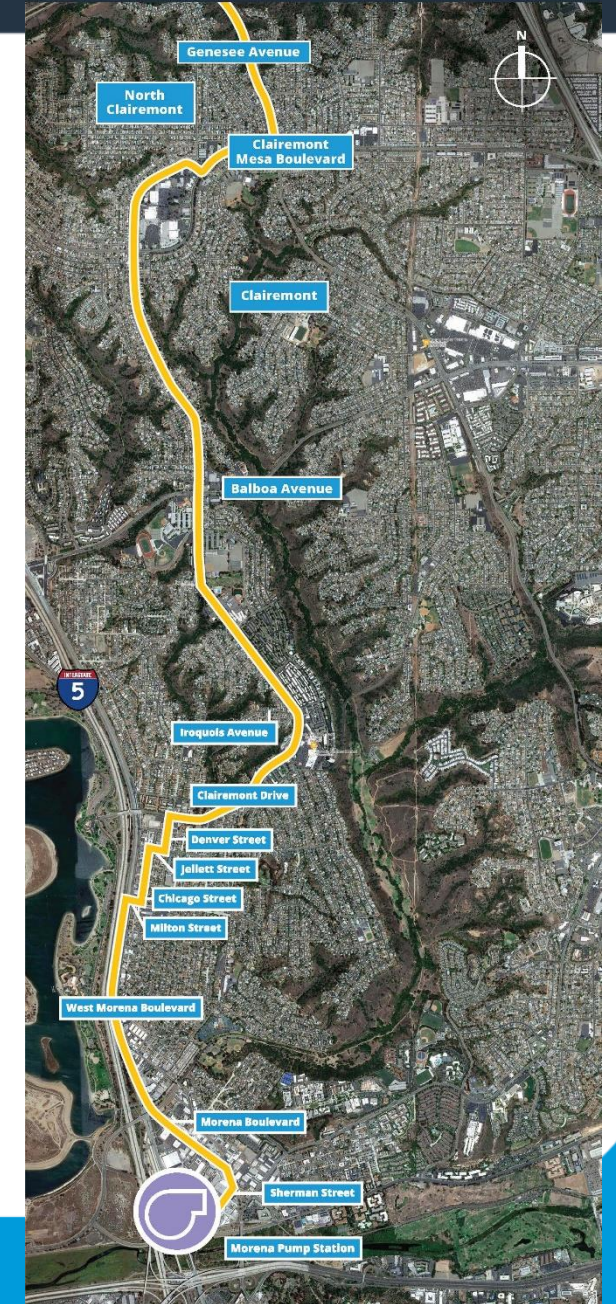 N
Genesee Avenue
North
Clairemont
Clairemont
Mesa Boulevard
Clairemont
Balboa Avenue
INTERSTATE
5
Iroquois Avenue
Clairemont Drive
Denver Street
Jellett Street
Chicago Street
Milton Street
West Morena Boulevard
Morena Boulevard
Sherman Street
Morena Pump Station